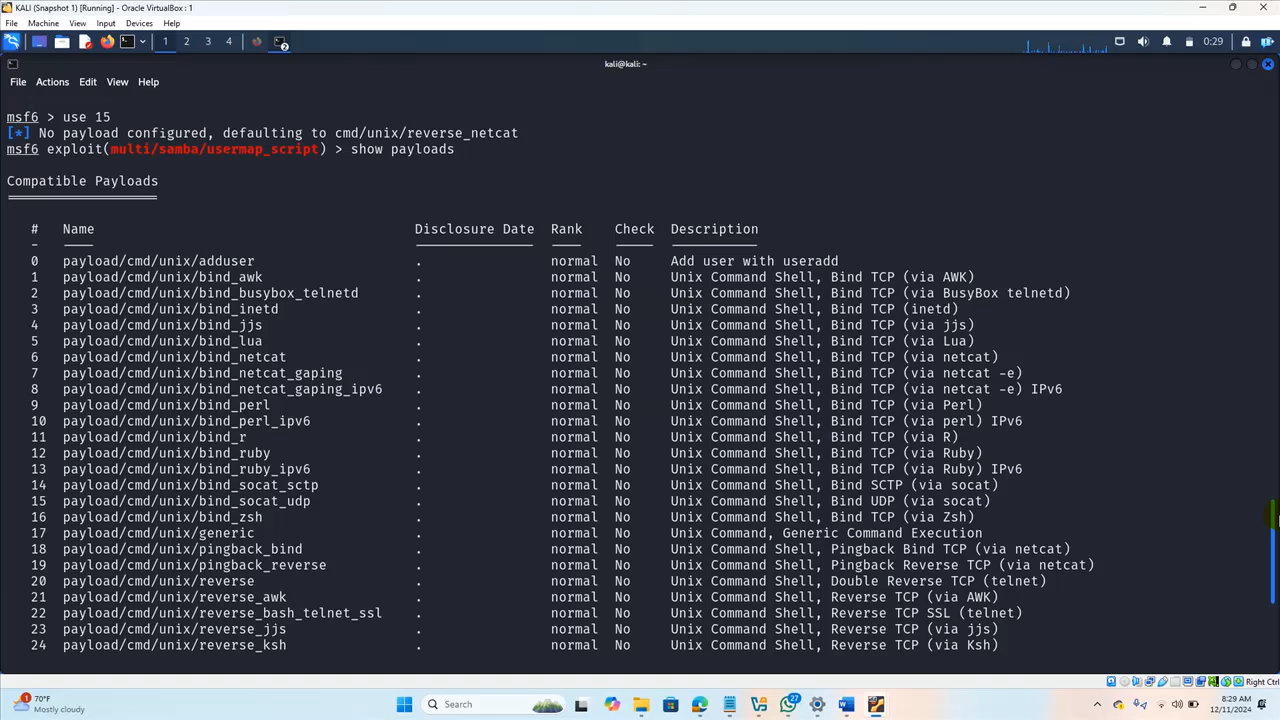 KALI (Snapshot 1) [Running] - Oracle VirtualBox : 1
File Machine View Input Devices Help
1 2 3 4 2 0:29
kali@kali: ~
File Actions Edit View Help
msf6 > use 15
[*] No payload configured, defaulting to cmd/unix/reverse_netcat
msf6 exploit(multi/samba/usermap_script) > show payloads
Compatible Payloads
# Name Disclosure Date Rank Check Description
0 payload/cmd/unix/adduser . normal No Add user with useradd
1 payload/cmd/unix/bind_awk . normal No Unix Command Shell, Bind TCP (via AWK)
2 payload/cmd/unix/bind_busybox_telnetd . normal No Unix Command Shell, Bind TCP (via BusyBox telnetd)
3 payload/cmd/unix/bind_inetd . normal No Unix Command Shell, Bind TCP (inetd)
4 payload/cmd/unix/bind_jjs . normal No Unix Command Shell, Bind TCP (via jjs)
5 payload/cmd/unix/bind_lua . normal No Unix Command Shell, Bind TCP (via Lua)
6 payload/cmd/unix/bind_netcat . normal No Unix Command Shell, Bind TCP (via netcat)
7 payload/cmd/unix/bind_netcat_gaping . normal No Unix Command Shell, Bind TCP (via netcat -e)
8 payload/cmd/unix/bind_netcat_gaping_ipv6 . normal No Unix Command Shell, Bind TCP (via netcat -e) IPv6
9 payload/cmd/unix/bind_perl . normal No Unix Command Shell, Bind TCP (via Perl)
10 payload/cmd/unix/bind_perl_ipv6 . normal No Unix Command Shell, Bind TCP (via perl) IPv6
11 payload/cmd/unix/bind_r . normal No Unix Command Shell, Bind TCP (via R)
12 payload/cmd/unix/bind_ruby . normal No Unix Command Shell, Bind TCP (via Ruby)
13 payload/cmd/unix/bind_ruby_ipv6 . normal No Unix Command Shell, Bind TCP (via Ruby) IPv6
14 payload/cmd/unix/bind_socat_sctp . normal No Unix Command Shell, Bind SCTP (via socat)
15 payload/cmd/unix/bind_socat_udp . normal No Unix Command Shell, Bind UDP (via socat)
16 payload/cmd/unix/bind_zsh . normal No Unix Command Shell, Bind TCP (via Zsh)
17 payload/cmd/unix/generic . normal No Unix Command, Generic Command Execution
18 payload/cmd/unix/pingback_bind . normal No Unix Command Shell, Pingback Bind TCP (via netcat)
19 payload/cmd/unix/pingback_reverse . normal No Unix Command Shell, Pingback Reverse TCP (via netcat)
20 payload/cmd/unix/reverse . normal No Unix Command Shell, Double Reverse TCP (telnet)
21 payload/cmd/unix/reverse_awk . normal No Unix Command Shell, Reverse TCP (via AWK)
22 payload/cmd/unix/reverse_bash_telnet_ssl . normal No Unix Command Shell, Reverse TCP SSL (telnet)
23 payload/cmd/unix/reverse_jjs . normal No Unix Command Shell, Reverse TCP (via jjs)
24 payload/cmd/unix/reverse_ksh . normal No Unix Command Shell, Reverse TCP (via Ksh)
Right Ctrl
1 70°F Search 27 8:29 AM
Mostly cloudy 12/11/2024